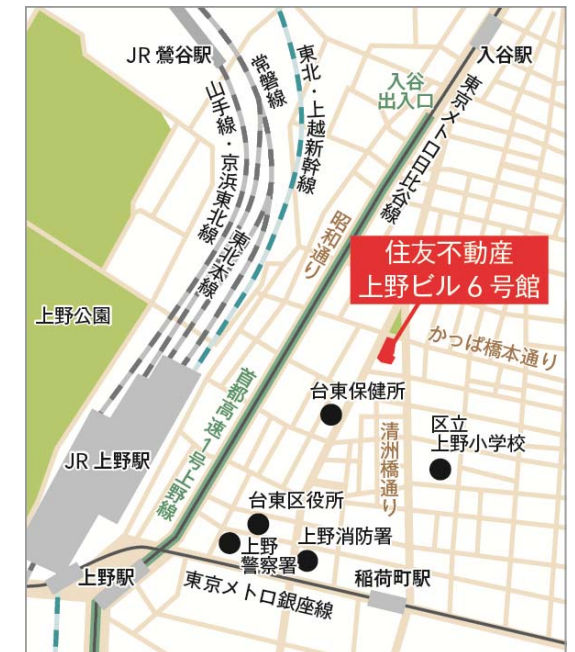 JR 鶯谷駅
入谷駅
入谷
出入口
東北・上越新幹線
常磐線
山手線・京浜東北線
東北本線
東京メトロ日比谷線
昭和通り
住友不動産
上野ビル6号館
上野公園
かっぱ橋本通り
首都高速1号上野線
台東保健所
区立
上野小学校
清洲橋通り
JR 上野駅
台東区役所
上野消防署
上野
警察署
上野駅
東京メトロ銀座線
稲荷町駅